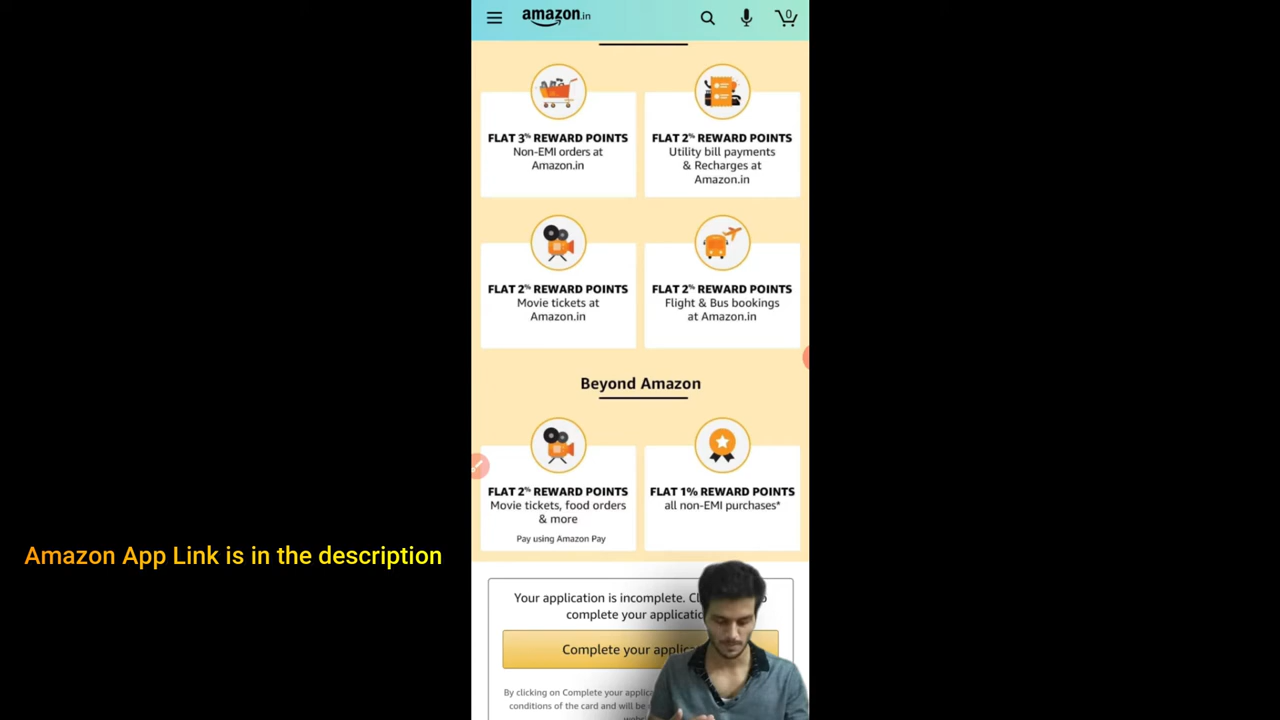 amazon.in
0
FLAT 3% REWARD POINTS
Non-EMI orders at
Amazon.in
FLAT 2% REWARD POINTS
Utility bill payments
& Recharges at
Amazon.in
FLAT 2% REWARD POINTS
Movie tickets at
Amazon.in
FLAT 2% REWARD POINTS
Flight & Bus bookings
at Amazon.in
Beyond Amazon
FLAT 2% REWARD POINTS
Movie tickets, food orders
& more
Pay using Amazon Pay
FLAT 1% REWARD POINTS
all non-EMI purchases*
Amazon App Link is in the description
Your application is incomplete.
complete your
Complete your
By clicking on Complete your
conditions of the card and will be